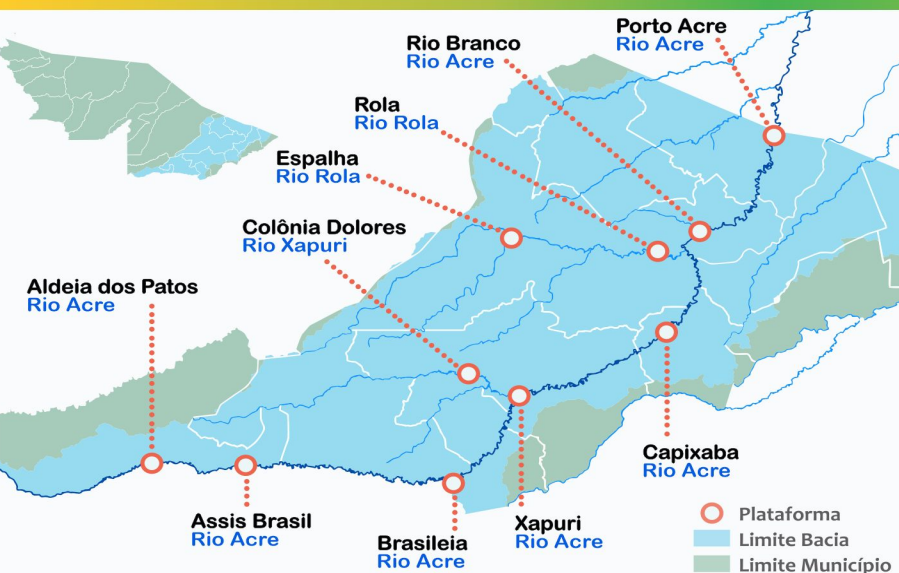 Porto Acre
Rio Acre
Rio Branco
Rio Acre
Rola
Rio Rola
Espalha
Rio Rola
Colônia Dolores
Rio Xapuri
Aldeia dos Patos
Rio Acre
Capixaba
Rio Acre
Assis Brasil
Rio Acre
Brasileia
Rio Acre
Xapuri
Rio Acre
Plataforma
Limite Bacia
Limite Município